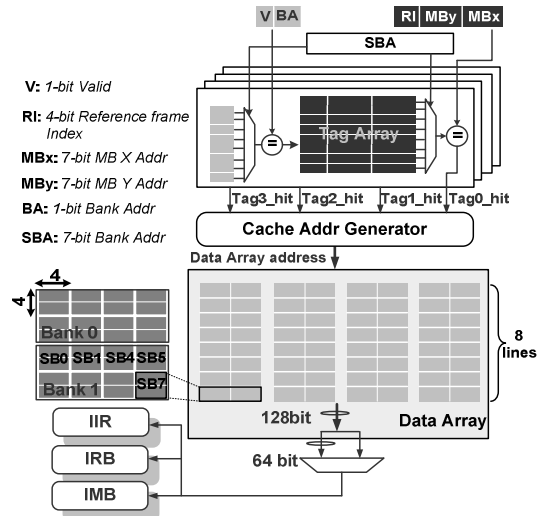 V BA
RI MBy MBx
SBA
V: 1-bit Valid
RI: 4-bit Reference frame
Index
MBx: 7-bit MB X Addr
MBy: 7-bit MB Y Addr
BA: 1-bit Bank Addr
SBA: 7-bit Bank Addr
= Tag Array =
Tag3_hit Tag2_hit Tag1_hit Tag0_hit
Cache Addr Generator
Data Array address
4
4
Bank 0
SB0 SB1 SB4 SB5
Bank 1 SB7
8
lines
128bit
Data Array
64 bit
IIR
IRB
IMB